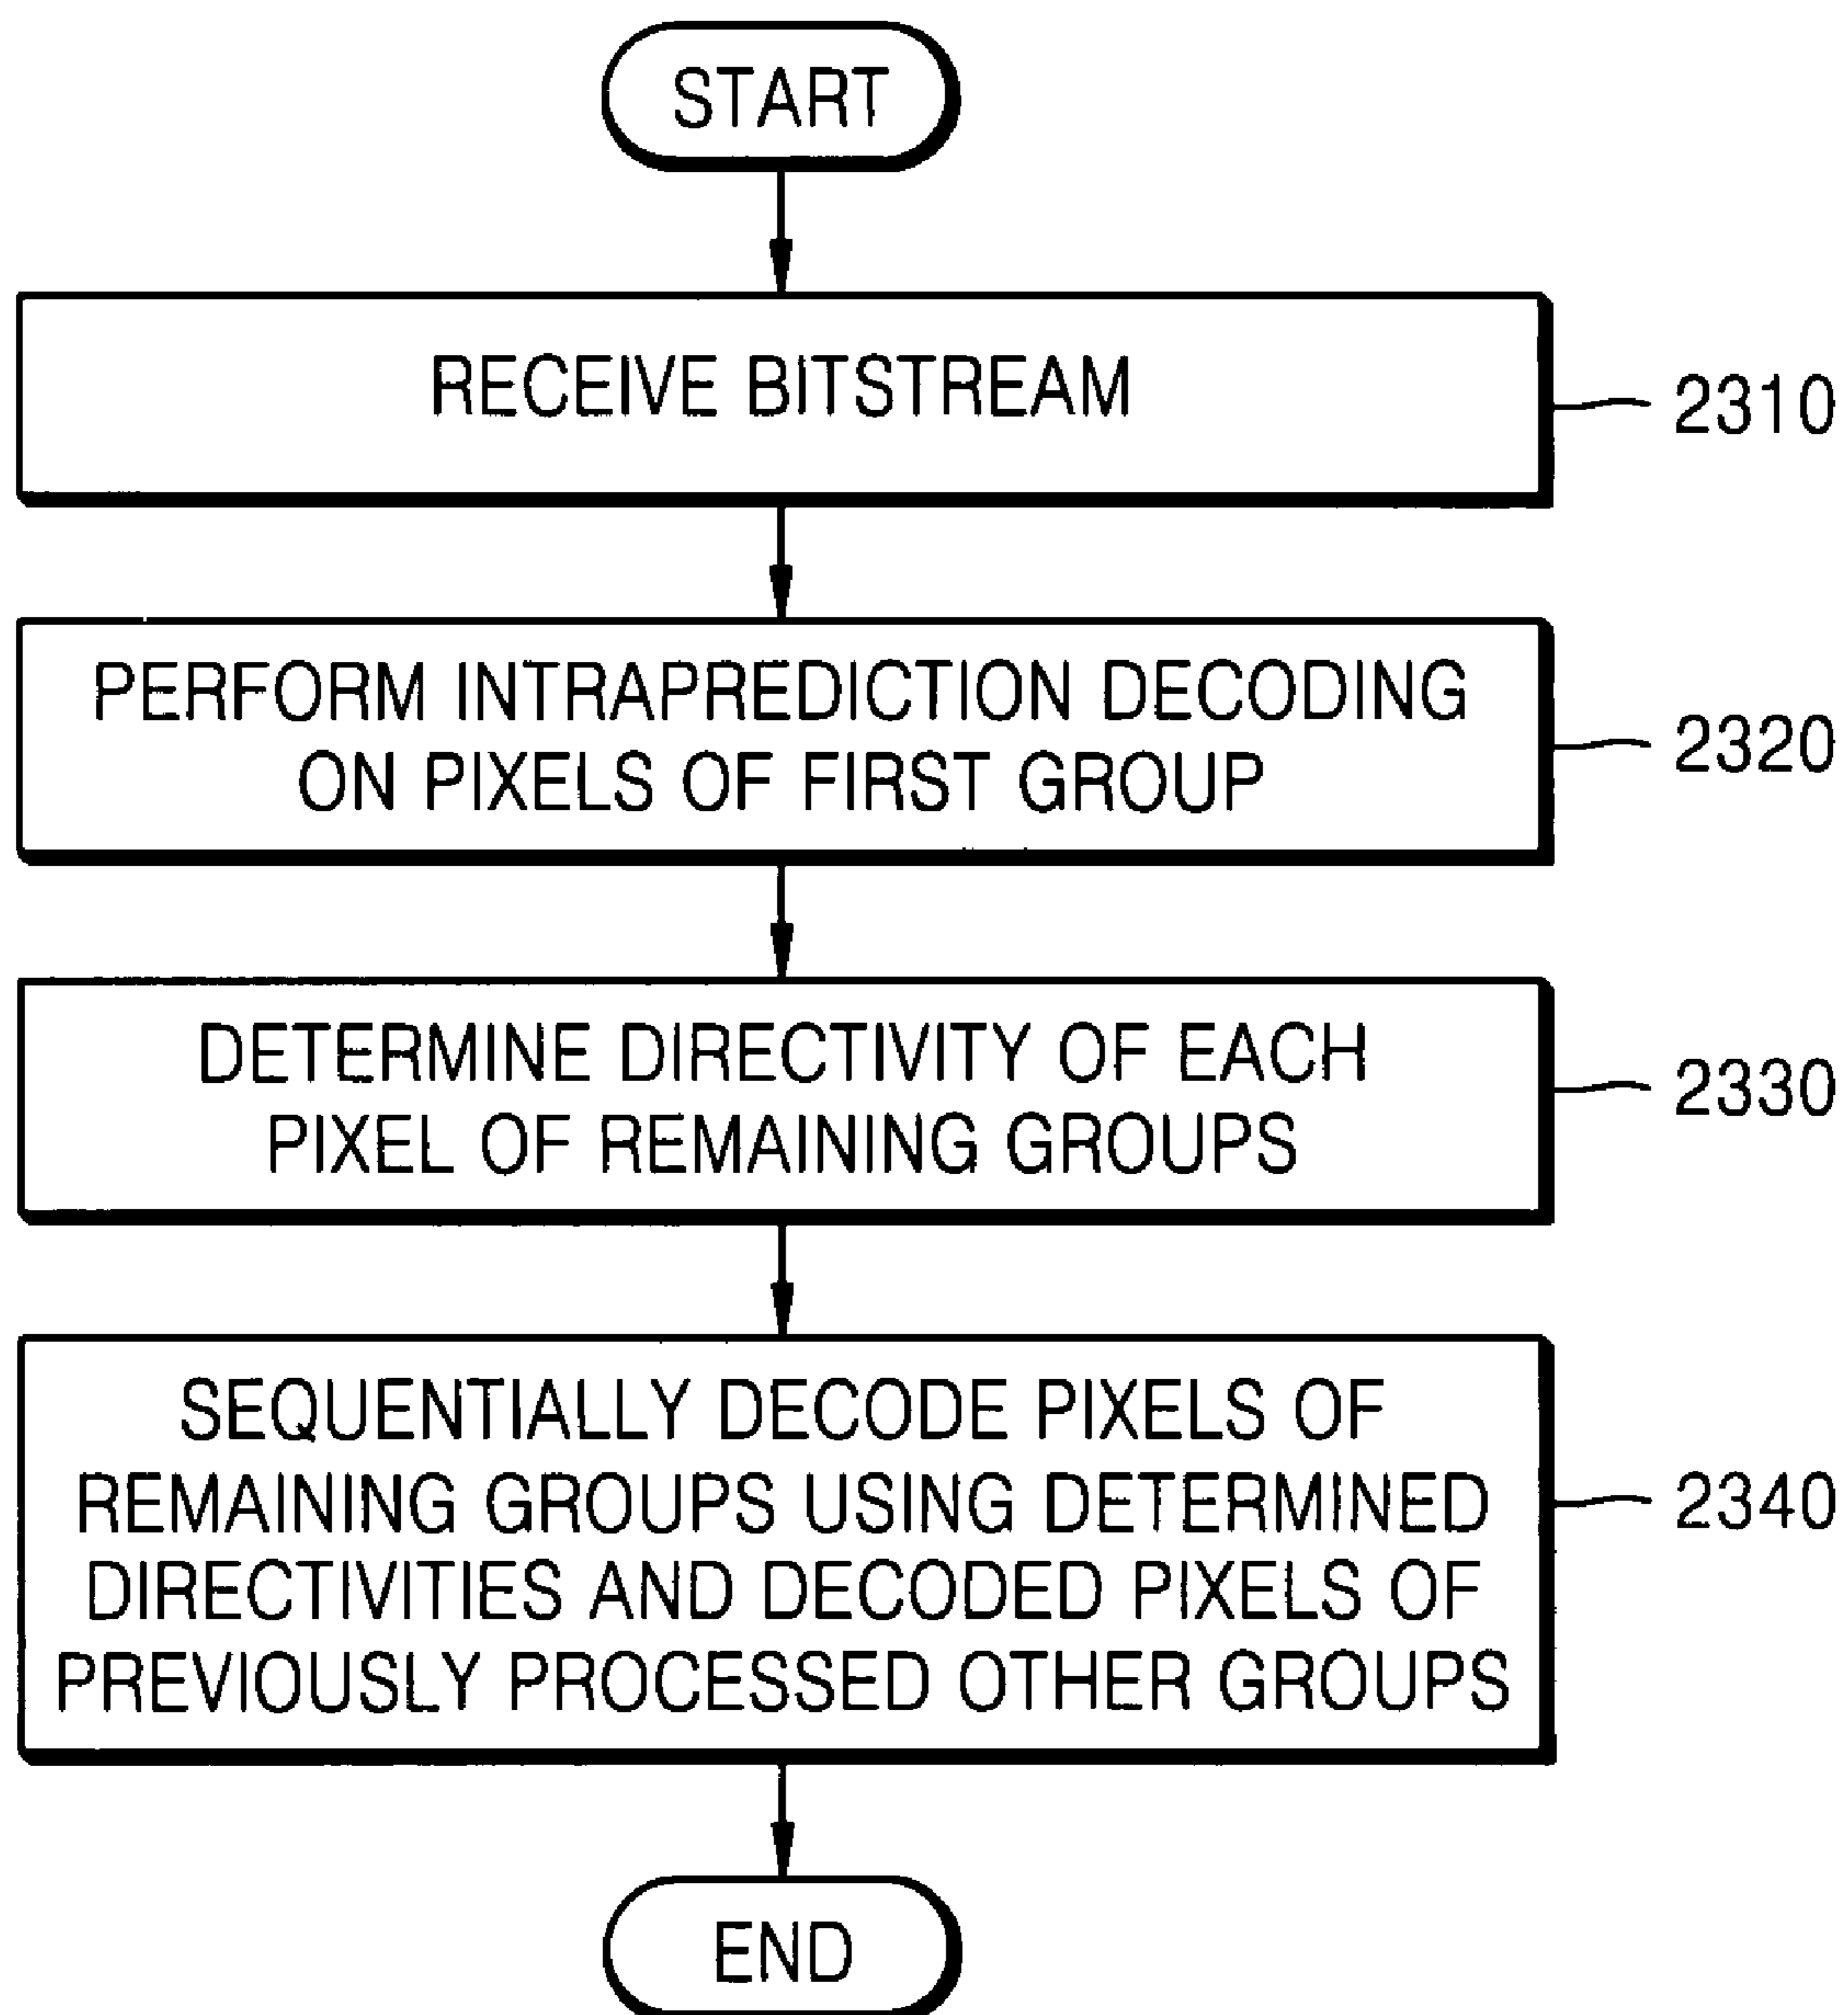 START
RECEIVE BITSTREAM
2310
PERFORM INTRAPREDICTION DECODING
ON PIXELS OF FIRST GROUP
2320
DETERMINE DIRECTIVITY OF EACH
PIXEL OF REMAINING GROUPS
2330
SEQUENTIALLY DECODE PIXELS OF
REMAINING GROUPS USING DETERMINED
DIRECTIVITIES AND DECODED PIXELS OF
PREVIOUSLY PROCESSED OTHER GROUPS
2340
END